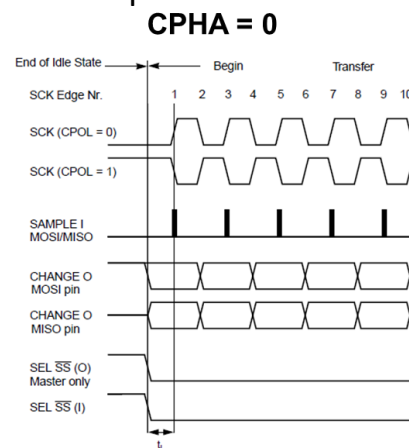 CPHA = 0
End of Idle State Begin Transfer
SCK Edge Nr. 1 2 3 4 5 6 7 8 9 10
SCK (CPOL = 0)
SCK (CPOL = 1)
SAMPLE I
MOSI/MISO
CHANGE O
MOSI pin
CHANGE O
MISO pin
SEL SS (O)
Master only
SEL SS (I)